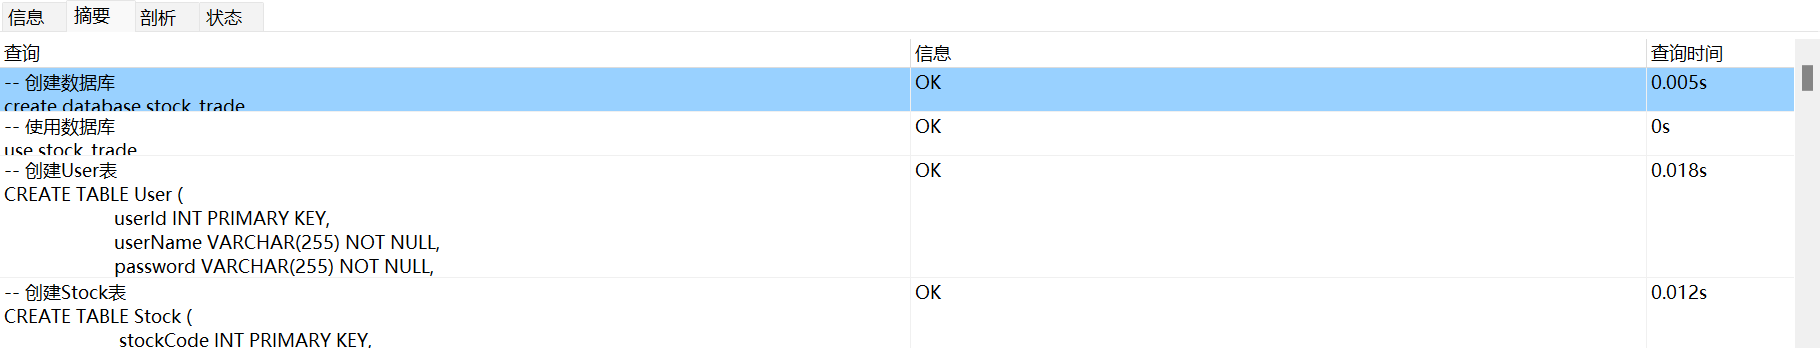 信息 摘要 剖析 状态
查询 信息 查询时间
-- 创建数据库 OK 0.005s
create database stock_trade
-- 使用数据库 OK 0s
use stock_trade
-- 创建User表 OK 0.018s
CREATE TABLE User (
userId INT PRIMARY KEY,
userName VARCHAR(255) NOT NULL,
password VARCHAR(255) NOT NULL,
-- 创建Stock表 OK 0.012s
CREATE TABLE Stock (
stockCode INT PRIMARY KEY,